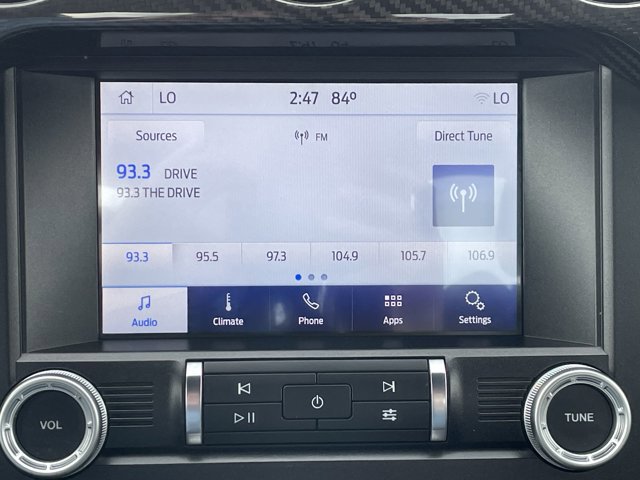 LO 2:47 84° LO
Sources FM Direct Tune
93.3 DRIVE
93.3 THE DRIVE
93.3 95.5 97.3 104.9 105.7 106.9
Audio Climate Phone Apps Settings
VOL TUNE